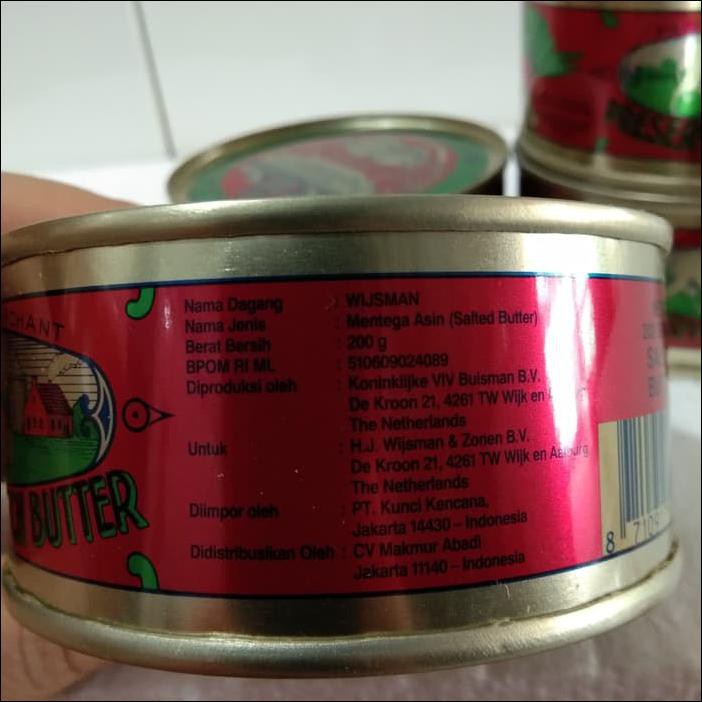 PRESER
CHANT
BUTTER
Nama Dagang : WIJSMAN
Nama Jenis : Mentega Asin (Salted Butter)
Berat Bersih : 200 g
BPOM RI ML : 510609024089
Diproduksi oleh : Koninklijke VIV Buisman B.V.
De Kroon 21, 4261 TW Wijk en
The Netherlands
Untuk : H.J. Wijsman & Zonen B.V.
De Kroon 21, 4261 TW Wijk en Aalburg
The Netherlands
Diimpor oleh : PT. Kunci Kencana,
Jakarta 14430 – Indonesia
Didistribusikan Oleh : CV Makmur Abadi
Jakarta 11140 – Indonesia
8 7109